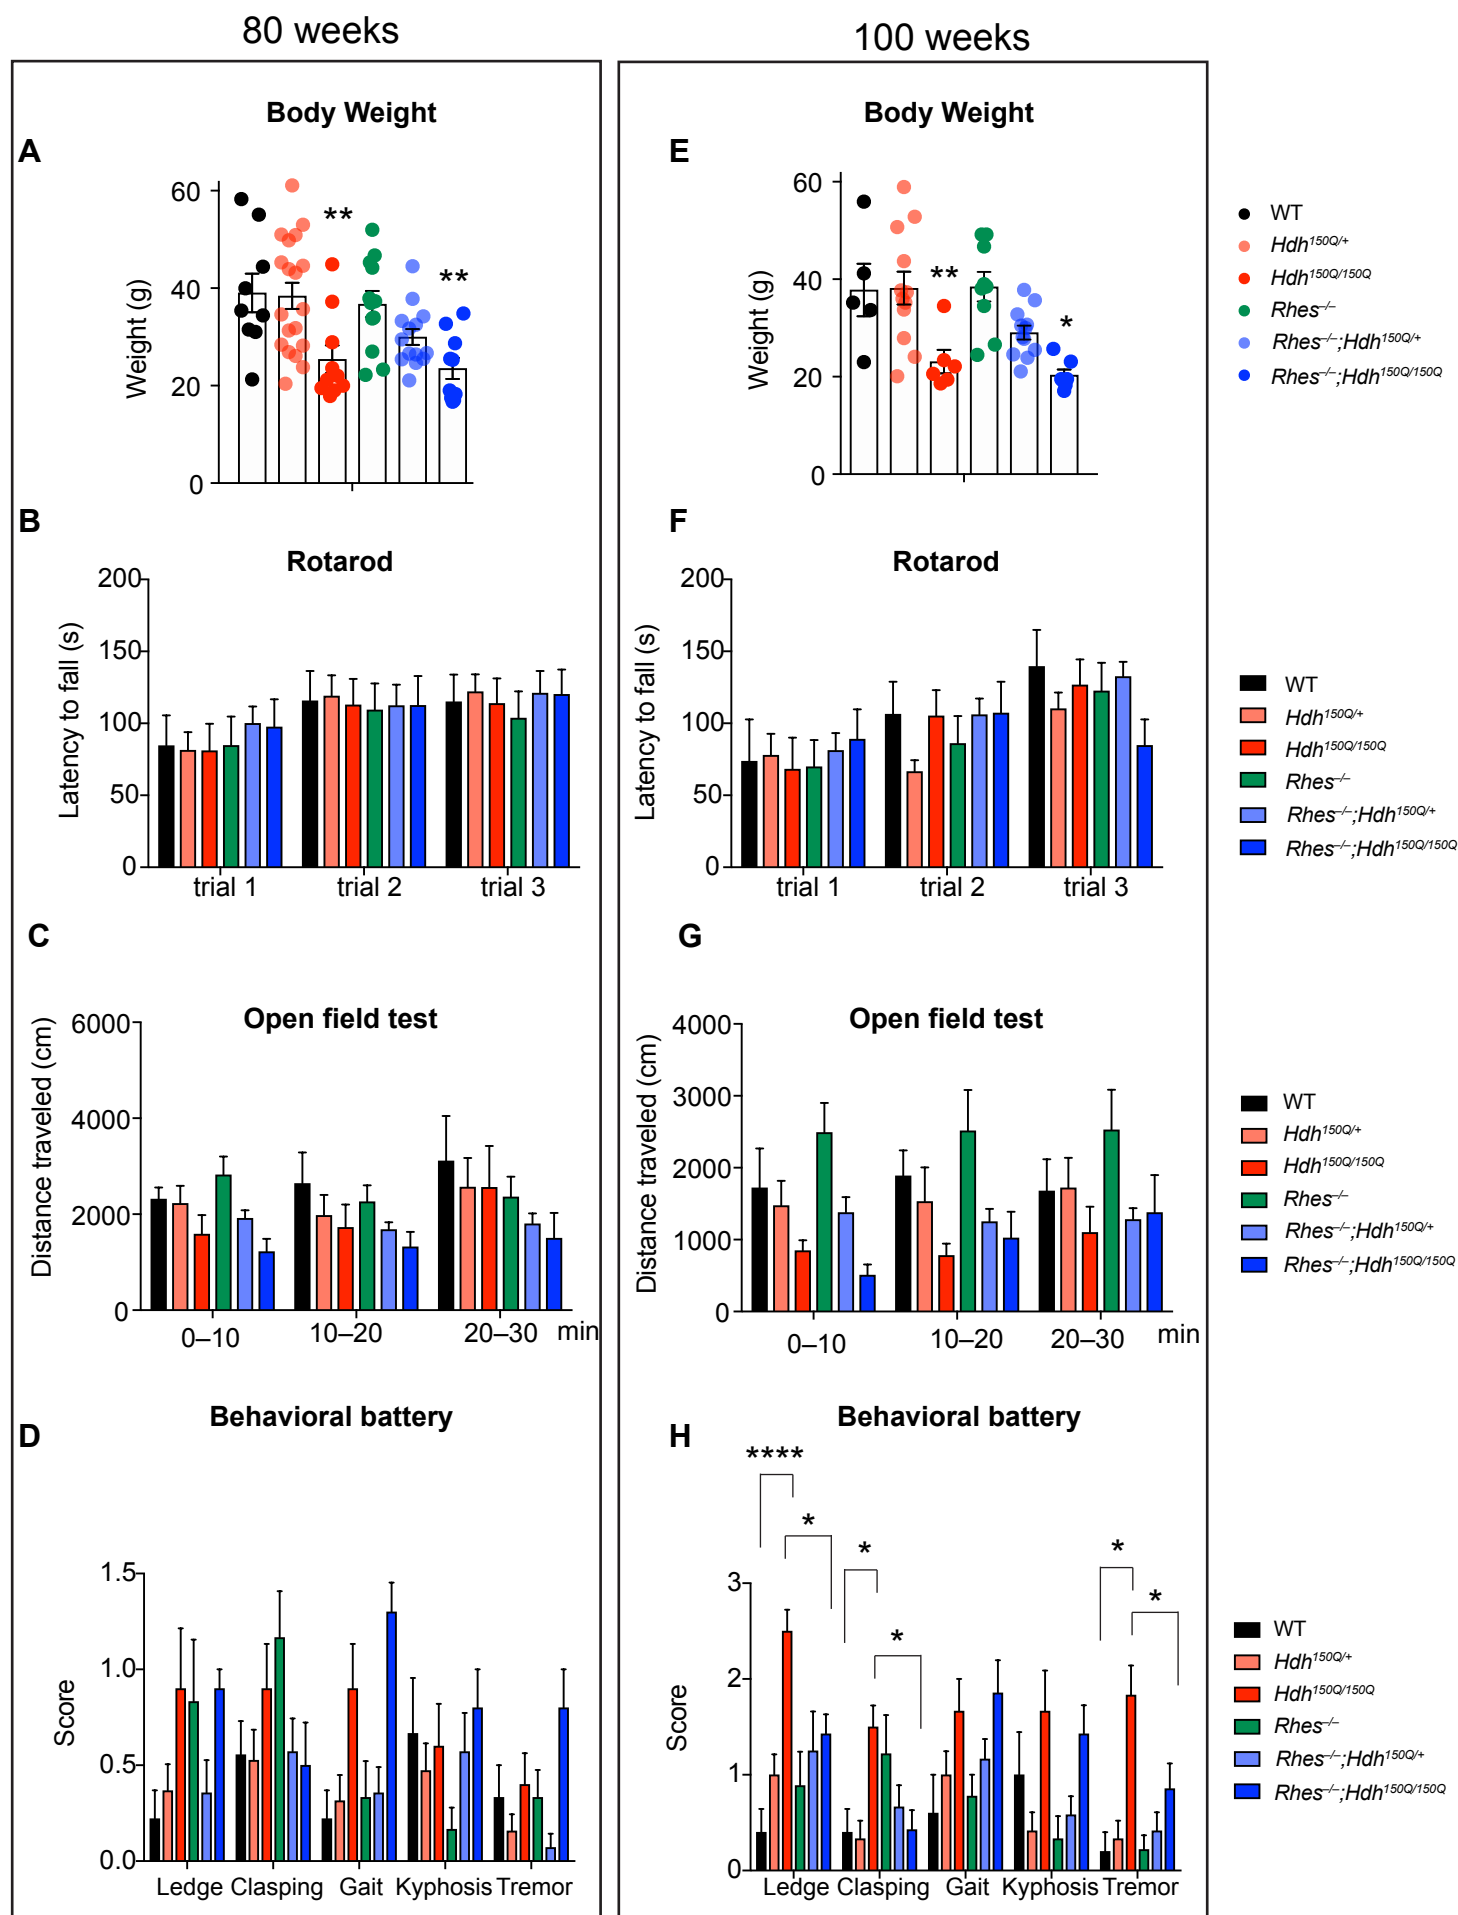 80 weeks
100 weeks
Body Weight
A
Weight (g)
60
40
20
0
**
**
Body Weight
E
Weight (g)
60
40
20
0
**
*
WT
Hdh150Q/+
Hdh150Q/150Q
Rhes–/–
Rhes–/–;Hdh150Q/+
Rhes–/–;Hdh150Q/150Q
B
Rotarod
Latency to fall (s)
200
150
100
50
0
trial 1 trial 2 trial 3
F
Rotarod
Latency to fall (s)
200
150
100
50
0
trial 1 trial 2 trial 3
WT
Hdh150Q/+
Hdh150Q/150Q
Rhes–/–
Rhes–/–;Hdh150Q/+
Rhes–/–;Hdh150Q/150Q
C
Open field test
Distance traveled (cm)
6000
4000
2000
0
0–10 10–20 20–30 min
G
Open field test
Distance traveled (cm)
4000
3000
2000
1000
0
0–10 10–20 20–30 min
WT
Hdh150Q/+
Hdh150Q/150Q
Rhes–/–
Rhes–/–;Hdh150Q/+
Rhes–/–;Hdh150Q/150Q
Behavioral battery
D
Score
1.5
1.0
0.5
0.0
Ledge Clasping Gait Kyphosis Tremor
Behavioral battery
H
****
*
*
*
*
*
Score
3
2
1
0
Ledge Clasping Gait Kyphosis Tremor
WT
Hdh150Q/+
Hdh150Q/150Q
Rhes–/–
Rhes–/–;Hdh150Q/+
Rhes–/–;Hdh150Q/150Q